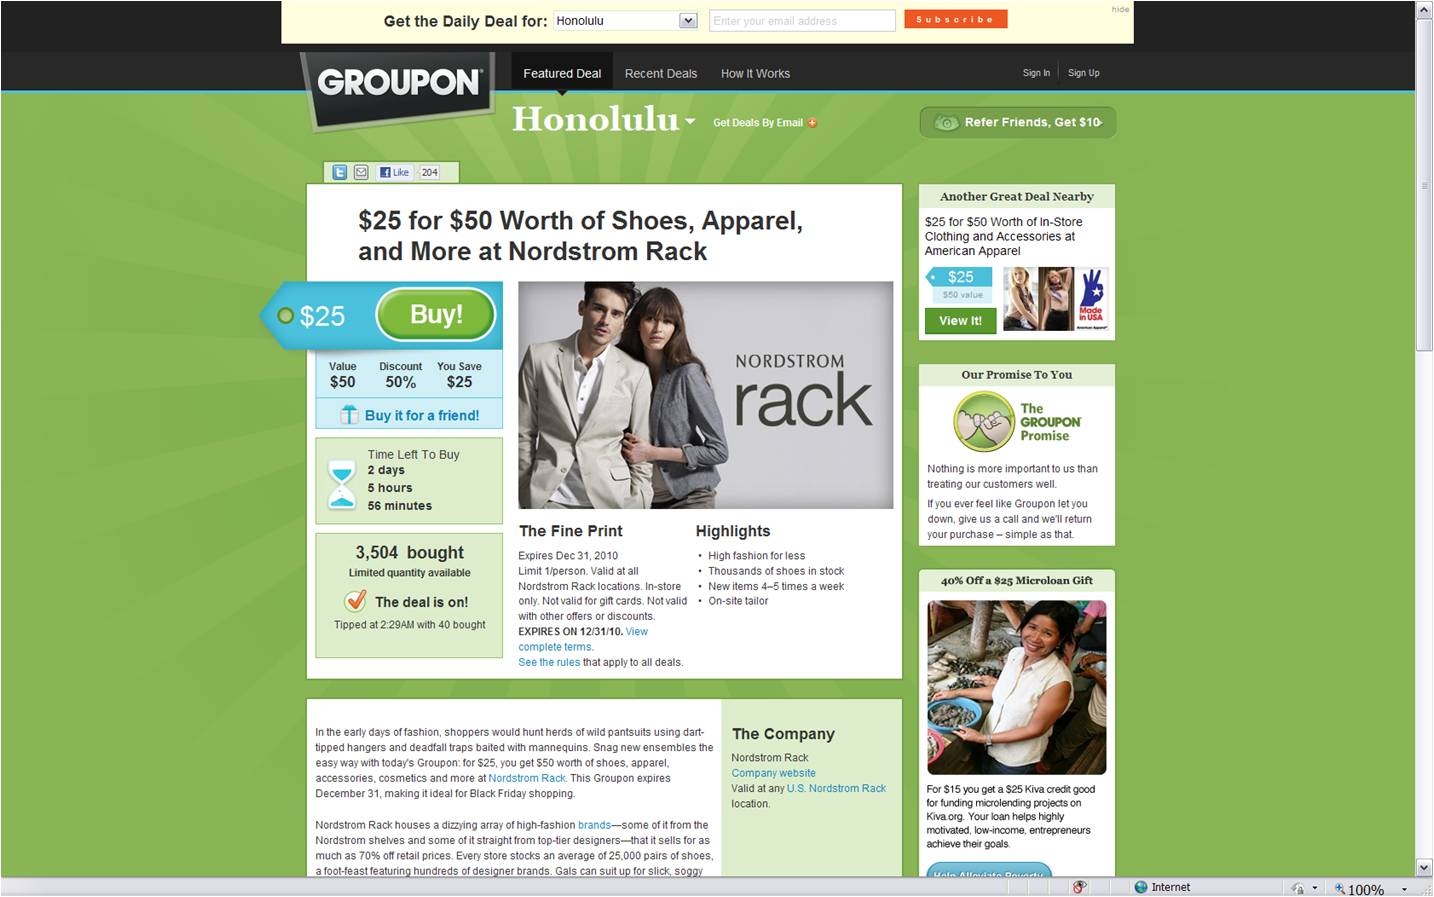 Get the Daily Deal for: Honolulu Enter your email address Subscribe hide
GROUPON®
Featured Deal Recent Deals How It Works Sign In Sign Up
Honolulu Get Deals By Email
Refer Friends, Get $10
Like 204
$25 for $50 Worth of Shoes, Apparel,
and More at Nordstrom Rack
$25 Buy!
Value Discount You Save
$50 50% $25
Buy it for a friend!
Time Left To Buy
2 days
5 hours
56 minutes
3,504 bought
Limited quantity available
The deal is on!
Tipped at 2:29AM with 40 bought
NORDSTROM
rack
The Fine Print
Expires Dec 31, 2010
Limit 1/person. Valid at all
Nordstrom Rack locations. In-store
only. Not valid for gift cards. Not valid
with other offers or discounts.
EXPIRES ON 12/31/10. View
complete terms.
See the rules that apply to all deals.
Highlights
• High fashion for less
• Thousands of shoes in stock
• New items 4–5 times a week
• On-site tailor
In the early days of fashion, shoppers would hunt herds of wild pantsuits using dart-
tipped hangers and deadfall traps baited with mannequins. Snag new ensembles the
easy way with today's Groupon: for $25, you get $50 worth of shoes, apparel,
accessories, cosmetics and more at Nordstrom Rack. This Groupon expires
December 31, making it ideal for Black Friday shopping.
Nordstrom Rack houses a dizzying array of high-fashion brands—some of it from the
Nordstrom shelves and some of it straight from top-tier designers—that it sells for as
much as 70% off retail prices. Every store stocks an average of 25,000 pairs of shoes,
a foot-feast featuring hundreds of designer brands. Gals can suit up for slick, soggy
The Company
Nordstrom Rack
Company website
Valid at any U.S. Nordstrom Rack
location.
Another Great Deal Nearby
$25 for $50 Worth of In-Store
Clothing and Accessories at
American Apparel
$25
$50 value
View It!
Made
in USA
American Apparel®
Our Promise To You
The
GROUPON®
Promise
Nothing is more important to us than
treating our customers well.
If you ever feel like Groupon let you
down, give us a call and we'll return
your purchase – simple as that.
40% Off a $25 Microloan Gift
For $15 you get a $25 Kiva credit good
for funding microlending projects on
Kiva.org. Your loan helps highly
motivated, low-income, entrepreneurs
achieve their goals.
Help Alleviate Poverty
Internet 100%